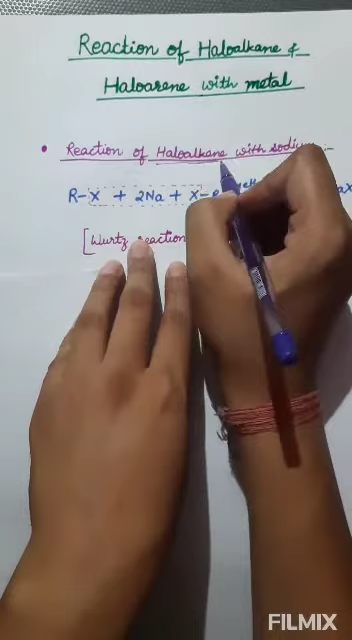 Reaction of Haloalkane &
Haloarene with metal
• Reaction of Haloalkane with sodium :-
R-X + 2Na + X-R
[Wurtz reaction
FILMIX